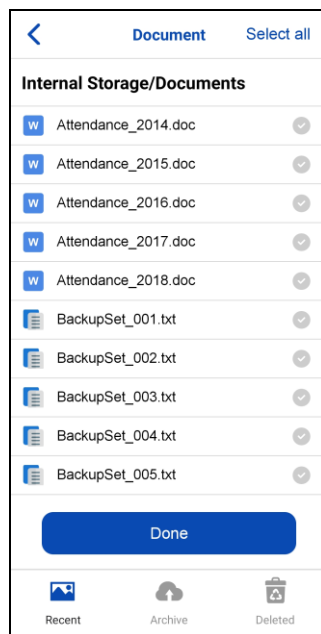 Document Select all
Internal Storage/Documents
W Attendance_2014.doc
W Attendance_2015.doc
W Attendance_2016.doc
W Attendance_2017.doc
W Attendance_2018.doc
BackupSet_001.txt
BackupSet_002.txt
BackupSet_003.txt
BackupSet_004.txt
BackupSet_005.txt
Done
Recent Archive Deleted